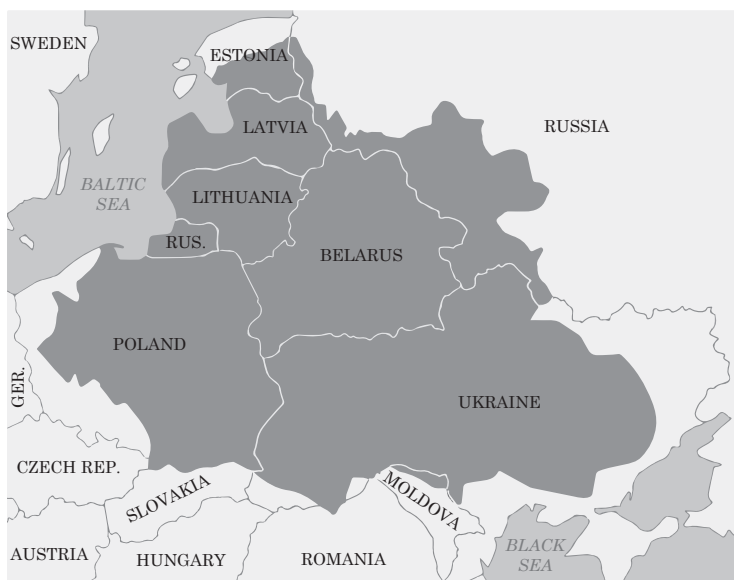 SWEDEN
ESTONIA
RUSSIA
LATVIA
BALTIC
SEA
LITHUANIA
RUS.
BELARUS
POLAND
GER.
UKRAINE
CZECH REP.
SLOVAKIA
MOLDOVA
AUSTRIA
HUNGARY
ROMANIA
BLACK
SEA